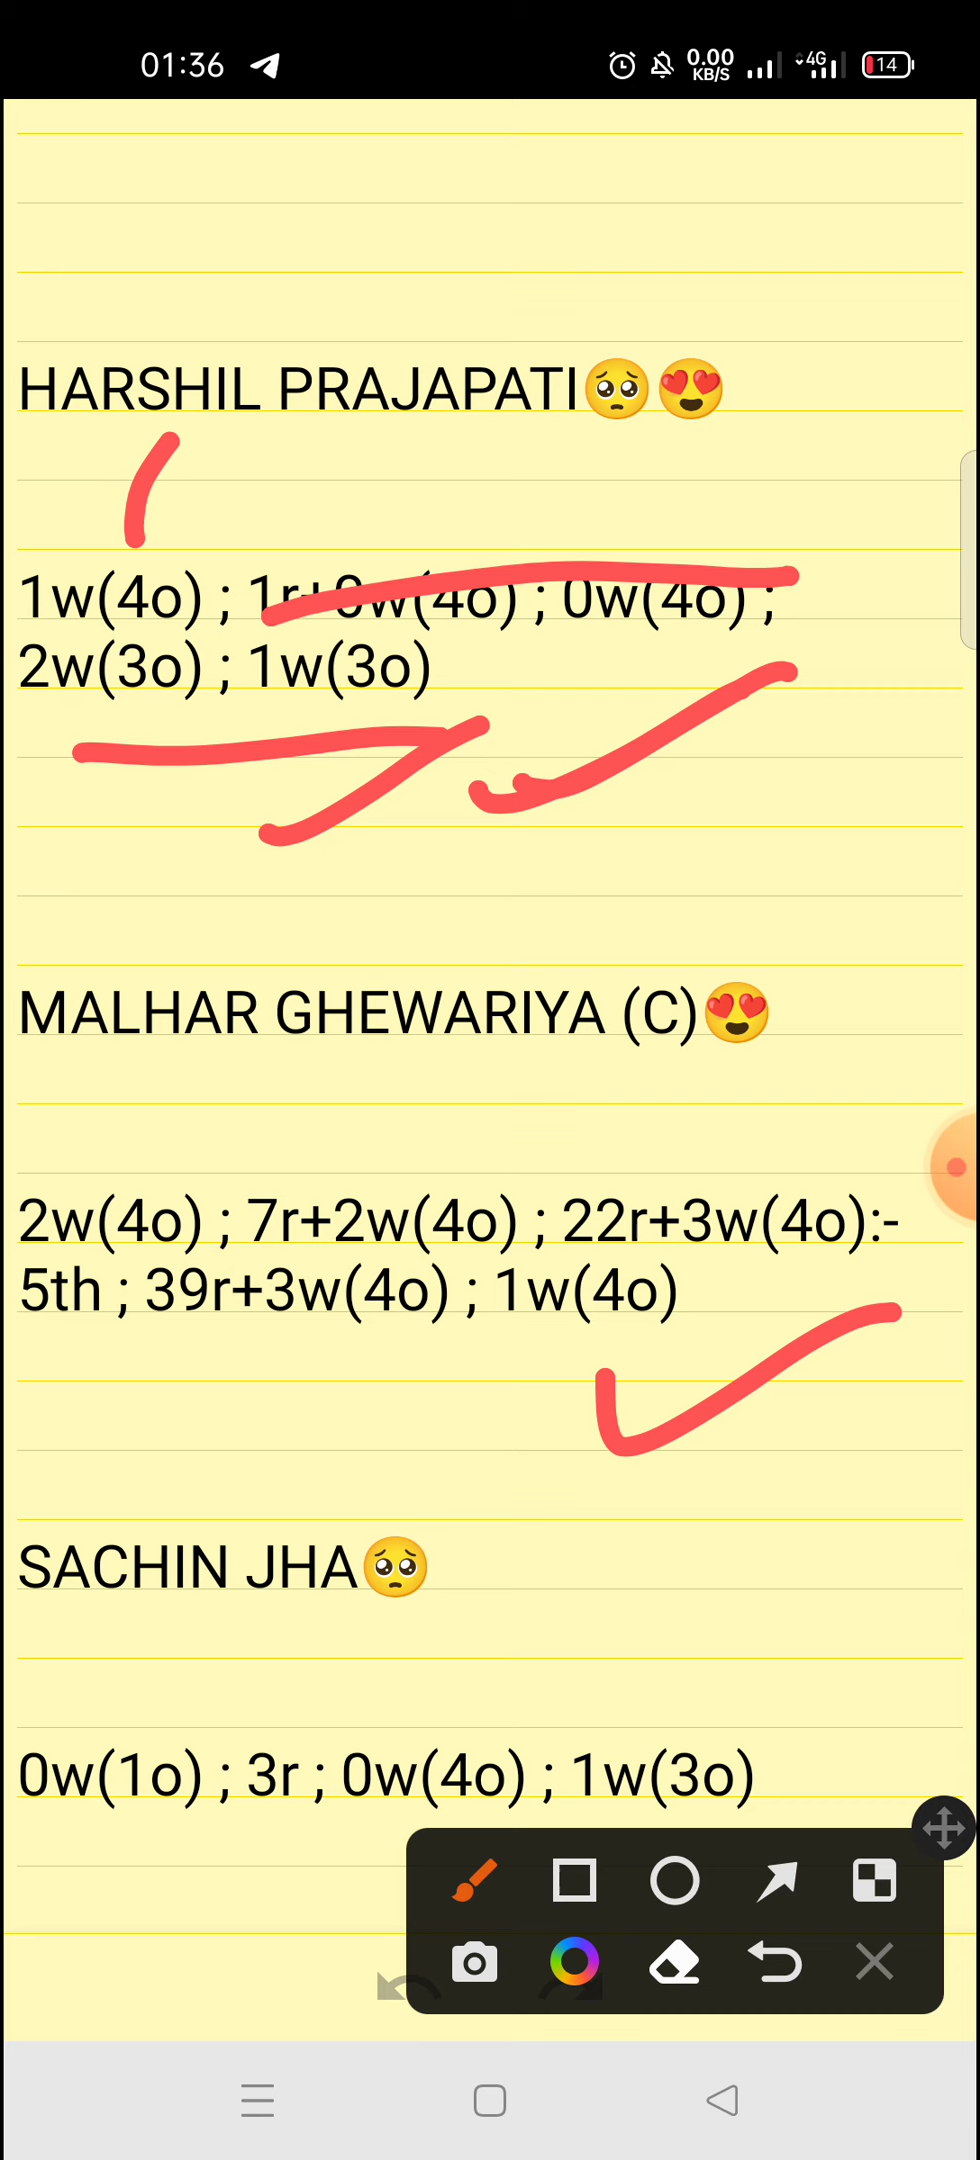 01:36
0.00 KB/S 4G 14
HARSHIL PRAJAPATI🥺😍
1w(4o) ; 1r+0w(4o) ; 0w(4o) ;
2w(3o) ; 1w(3o)
MALHAR GHEWARIYA (C)😍
2w(4o) ; 7r+2w(4o) ; 22r+3w(4o):-
5th ; 39r+3w(4o) ; 1w(4o)
SACHIN JHA🥺
0w(1o) ; 3r ; 0w(4o) ; 1w(3o)